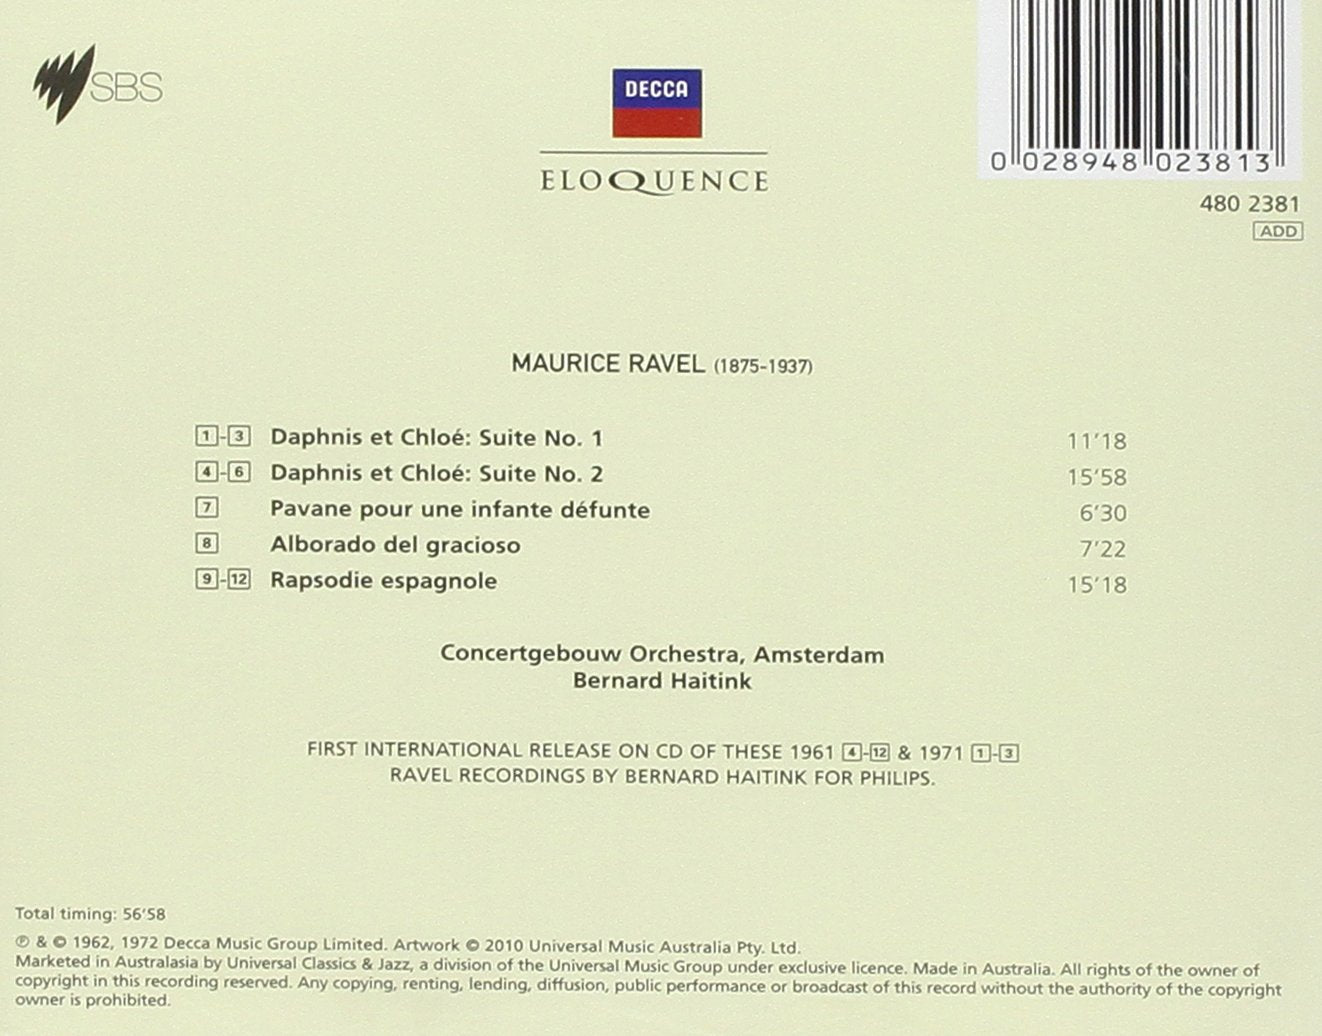 SBS
DECCA
ELOQUENCE
0 028948 023813
480 2381
ADD
MAURICE RAVEL (1875-1937)
1-3 Daphnis et Chloé: Suite No. 1 11'18
4-6 Daphnis et Chloé: Suite No. 2 15'58
7 Pavane pour une infante défunte 6'30
8 Alborado del gracioso 7'22
9-12 Rapsodie espagnole 15'18
Concertgebouw Orchestra, Amsterdam
Bernard Haitink
FIRST INTERNATIONAL RELEASE ON CD OF THESE 1961 4-12 & 1971 1-3
RAVEL RECORDINGS BY BERNARD HAITINK FOR PHILIPS.
Total timing: 56'58
℗ & © 1962, 1972 Decca Music Group Limited. Artwork © 2010 Universal Music Australia Pty. Ltd.
Marketed in Australasia by Universal Classics & Jazz, a division of the Universal Music Group under exclusive licence. Made in Australia. All rights of the owner of
copyright in this recording reserved. Any copying, renting, lending, diffusion, public performance or broadcast of this record without the authority of the copyright
owner is prohibited.